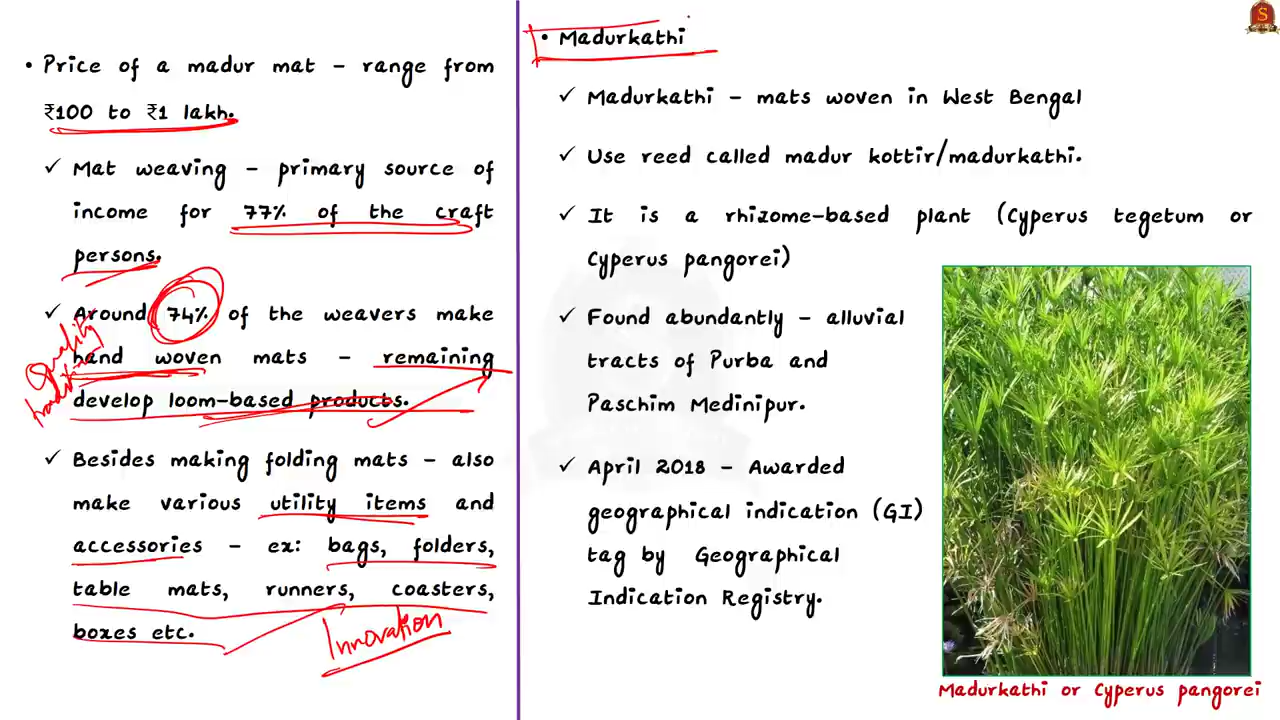 • Price of a madur mat – range from
₹100 to ₹1 lakh.
✓ Mat weaving – primary source of
income for 77% of the craft
persons.
✓ Around 74% of the weavers make
hand woven mats – remaining
develop loom-based products.
Quality
✓ Besides making folding mats – also
make various utility items and
accessories – ex: bags, folders,
table mats, runners, coasters,
boxes etc.
Innovation
• Madurkathi
✓ Madurkathi – mats woven in West Bengal
✓ Use reed called madur kottir/madurkathi.
✓ It is a rhizome-based plant (Cyperus tegetum or
Cyperus pangorei)
✓ Found abundantly – alluvial
tracts of Purba and
Paschim Medinipur.
✓ April 2018 – Awarded
geographical indication (GI)
tag by Geographical
Indication Registry.
Madurkathi or Cyperus pangorei
S